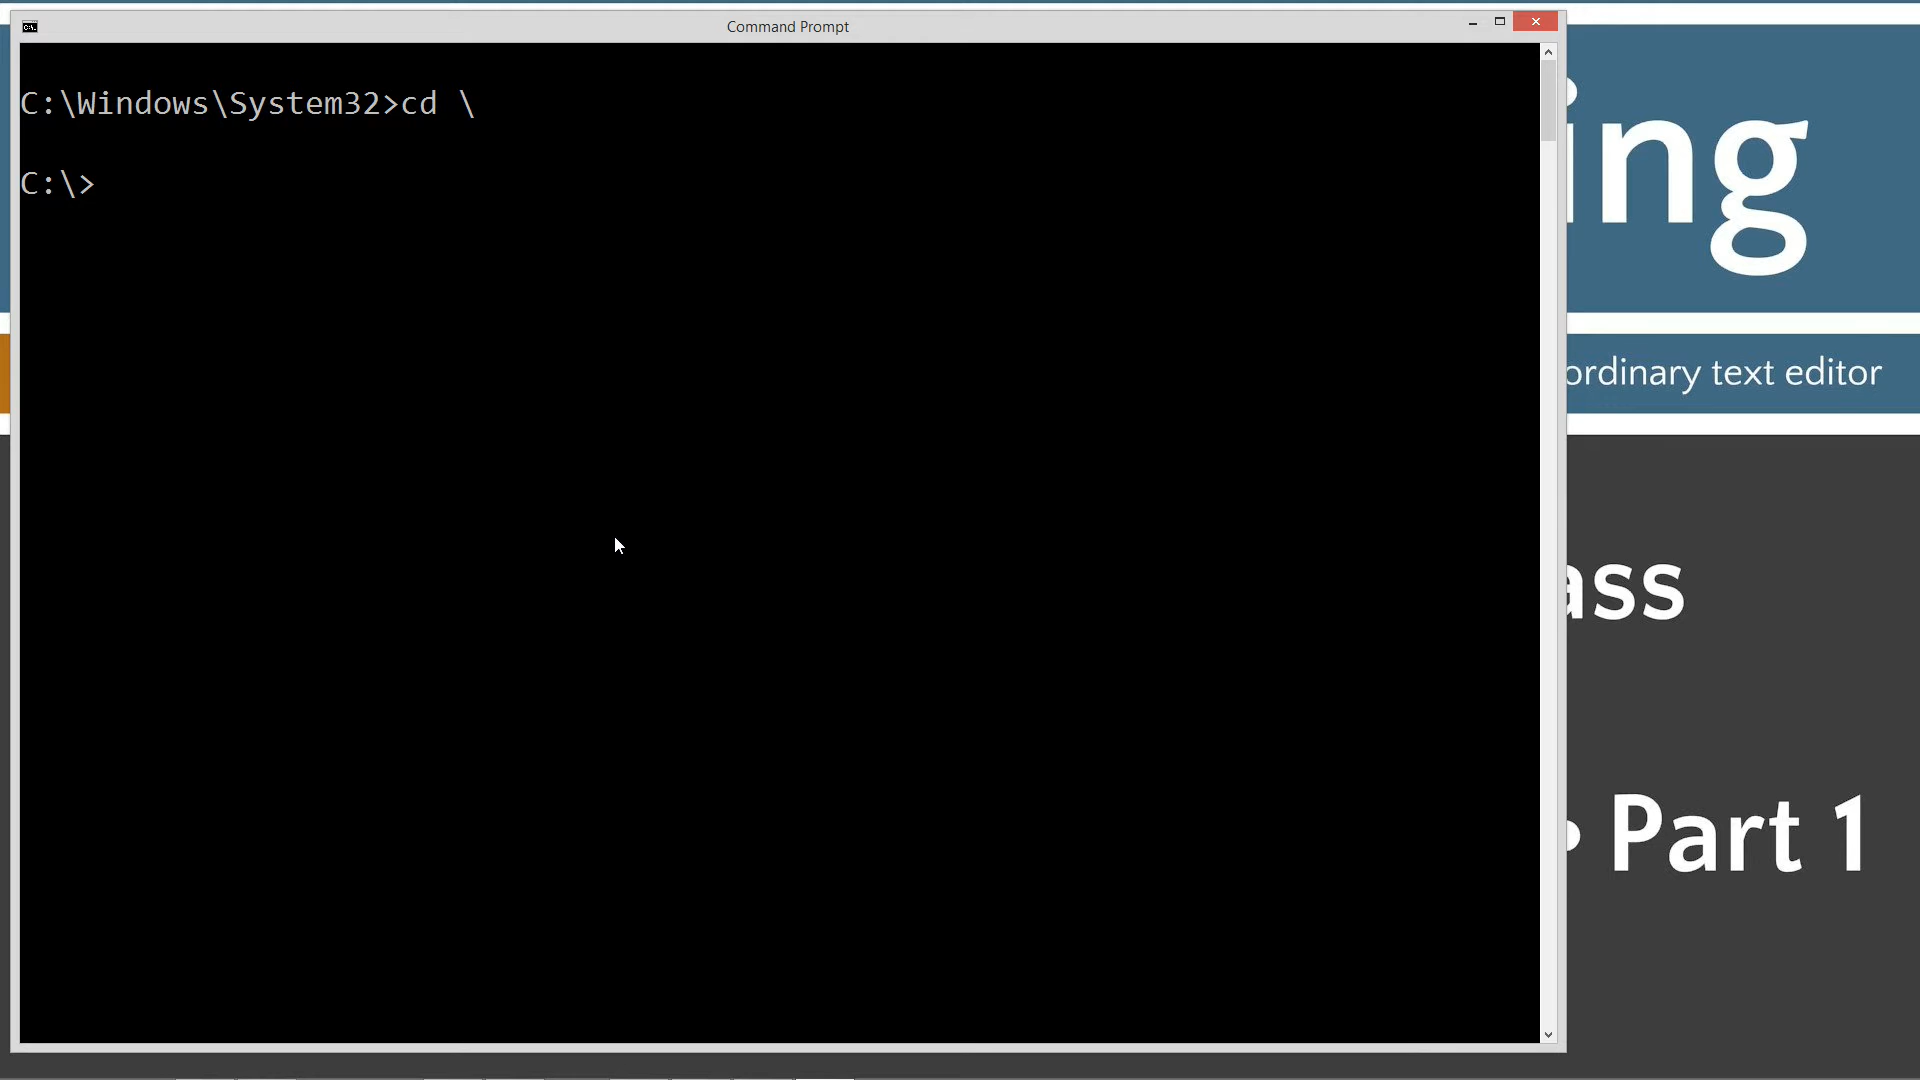 Command Prompt
C:\Windows\System32>cd \
C:\>
ing
ordinary text editor
ass
• Part 1